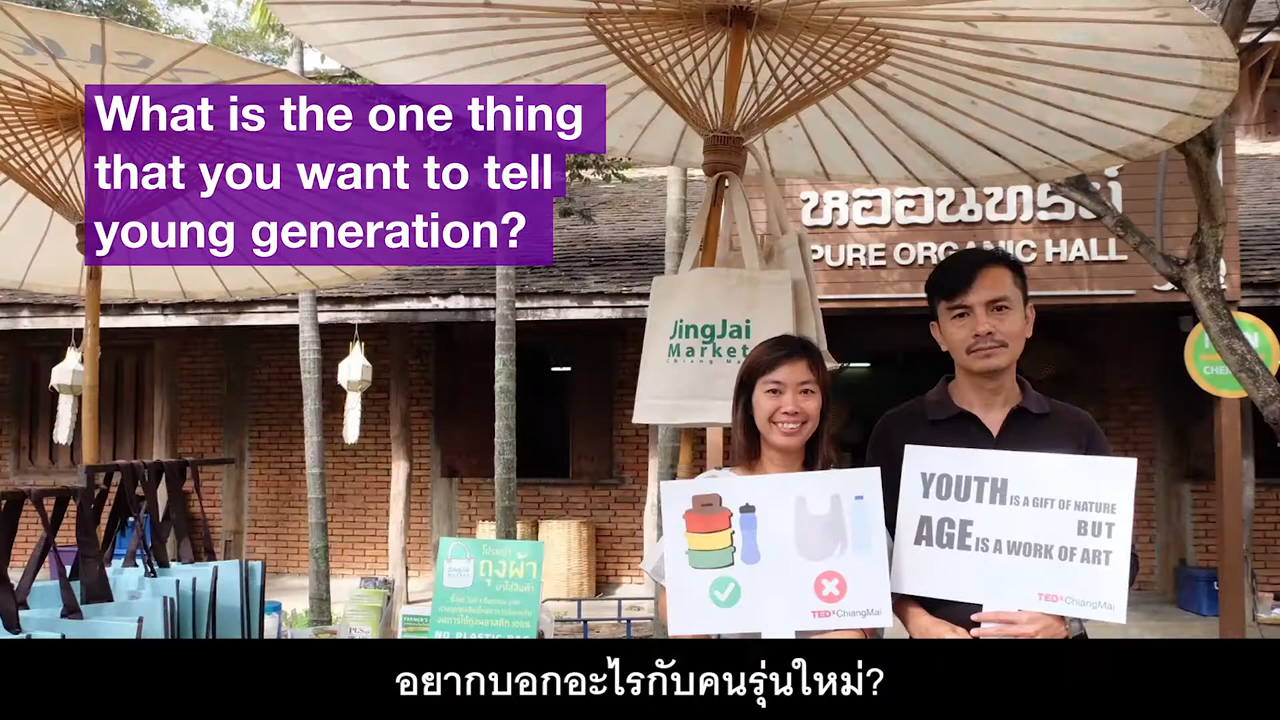 What is the one thing
that you want to tell
young generation?
หออินทรีย์
PURE ORGANIC HALL
JingJai
Market
YOUTH IS A GIFT OF NATURE
BUT
AGE IS A WORK OF ART
TEDxChiangMai
TEDxChiangMai
ถุงผ้า
NO PLASTIC BAG
อยากบอกอะไรกับคนรุ่นใหม่?